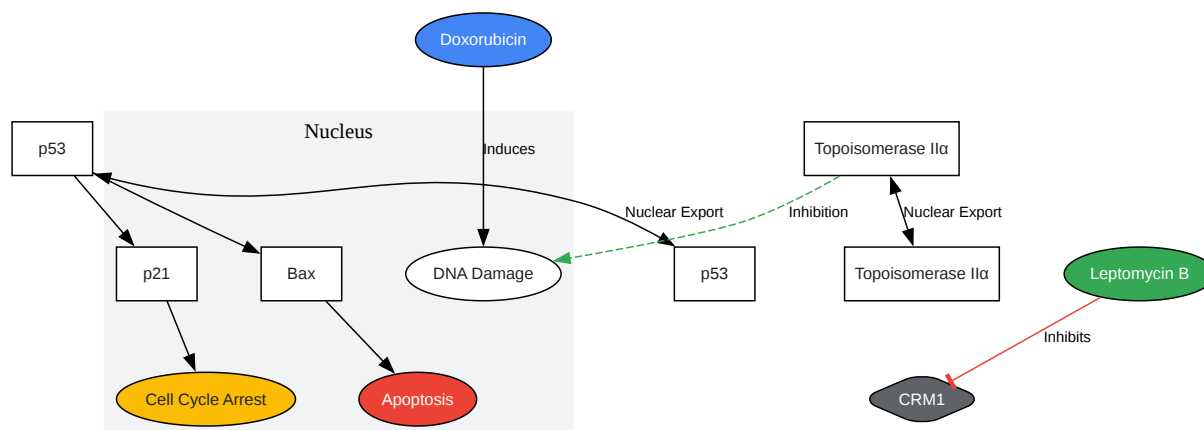 Doxorubicin
Nucleus
p53
Induces
Topoisomerase IIα
Nuclear Export
Inhibition
Nuclear Export
p21
Bax
DNA Damage
p53
Topoisomerase IIα
Leptomycin B
Inhibits
Cell Cycle Arrest
Apoptosis
CRM1